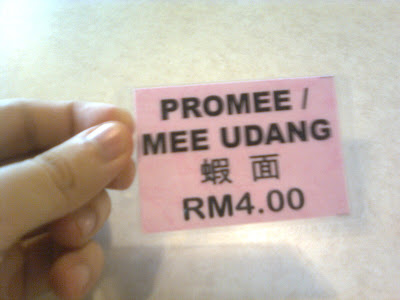 PROMEE /
MEE UDANG
蝦 面
RM4.00